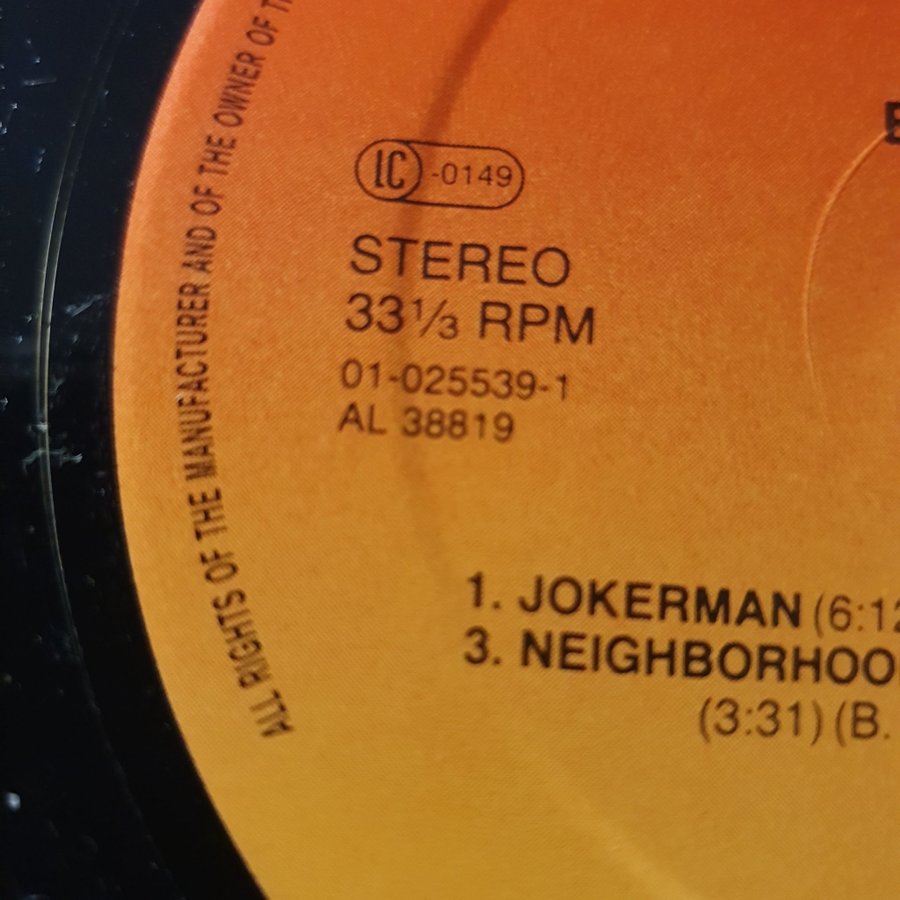 ALL RIGHTS OF THE MANUFACTURER AND OF THE OWNER OF
LC -0149
STEREO
33⅓ RPM
01-025539-1
AL 38819
1. JOKERMAN (6:12
3. NEIGHBORHOO
(3:31) (B.